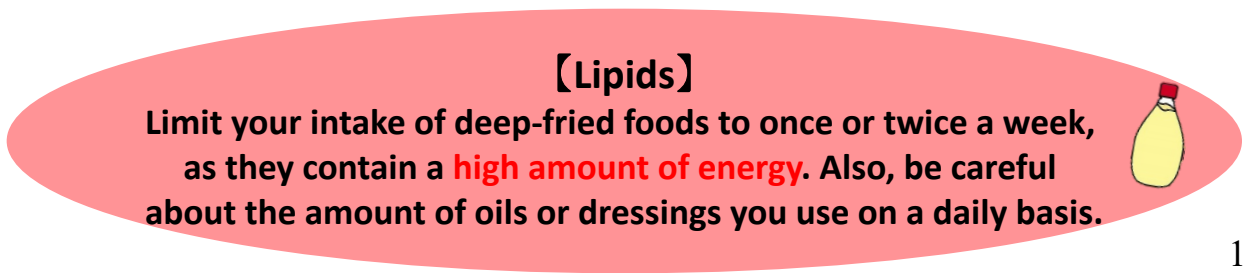 【Lipids】
Limit your intake of deep-fried foods to once or twice a week,
as they contain a high amount of energy. Also, be careful
about the amount of oils or dressings you use on a daily basis.
1